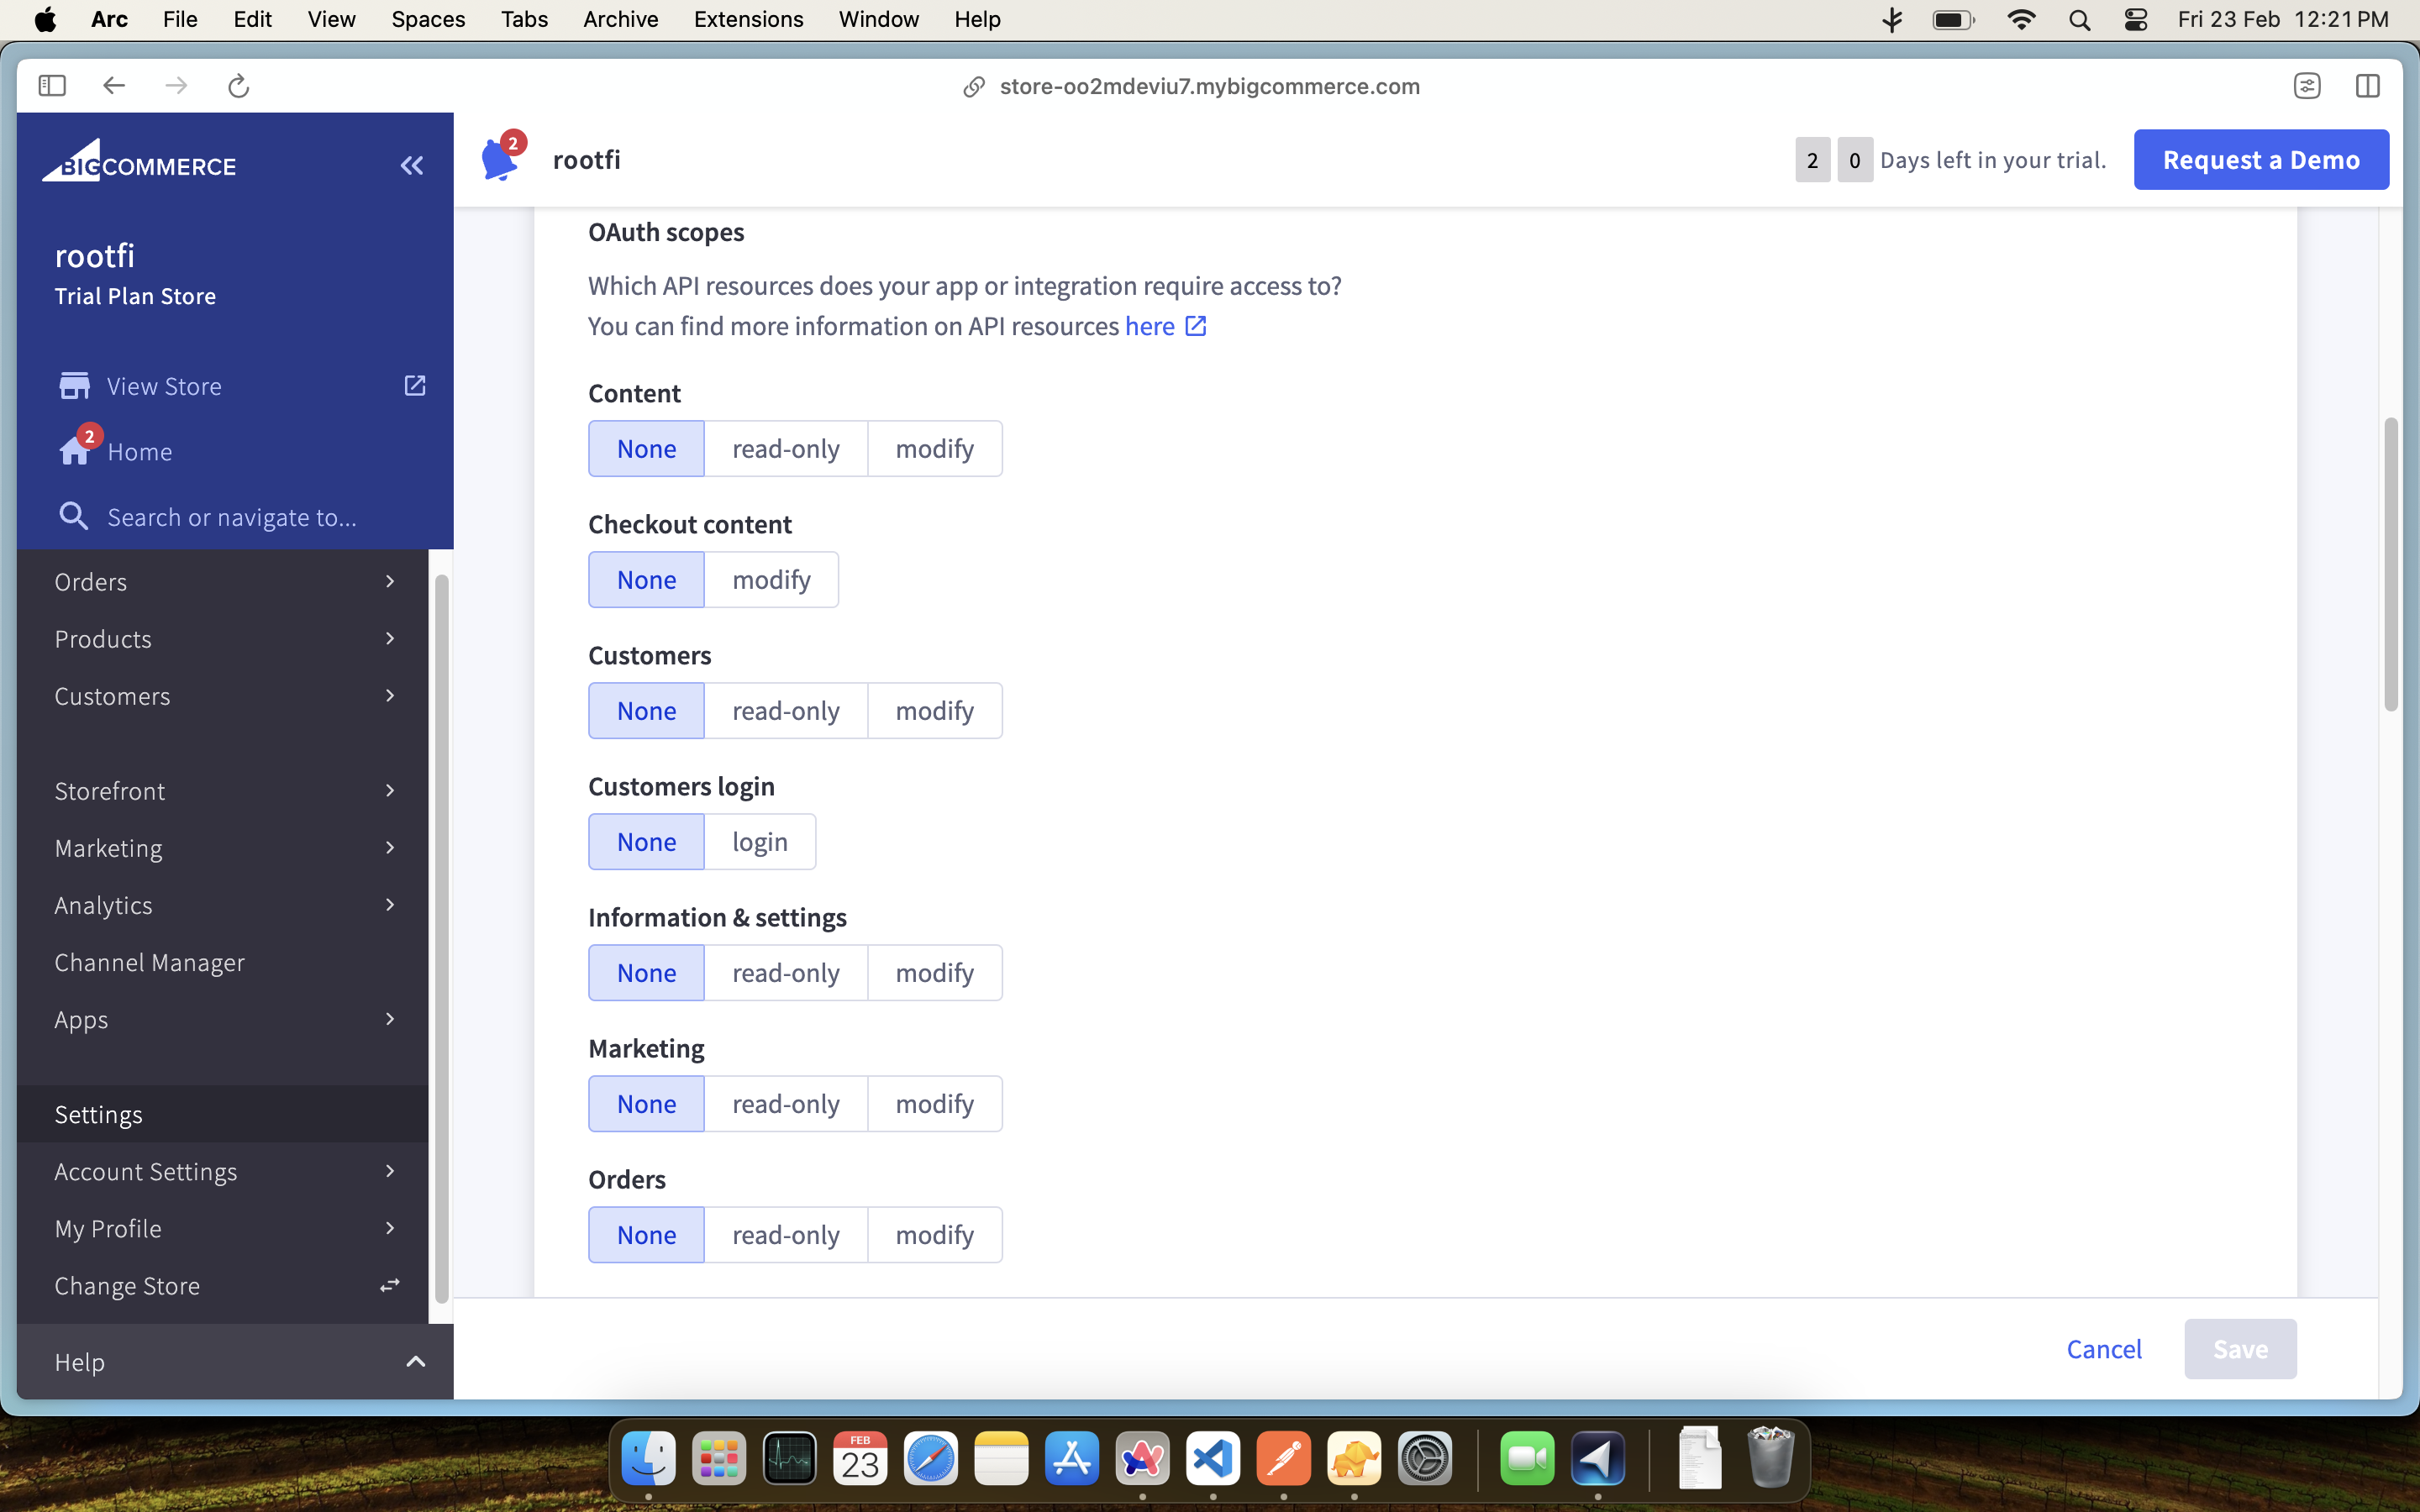 Arc File Edit View Spaces Tabs Archive Extensions Window Help Fri 23 Feb 12:21 PM
store-oo2mdeviu7.mybigcommerce.com
BIGCOMMERCE
2
rootfi
2 0 Days left in your trial.
Request a Demo
rootfi
Trial Plan Store
View Store
2
Home
Search or navigate to...
Orders
Products
Customers
Storefront
Marketing
Analytics
Channel Manager
Apps
Settings
Account Settings
My Profile
Change Store
Help
OAuth scopes
Which API resources does your app or integration require access to?
You can find more information on API resources here
Content
None read-only modify
Checkout content
None modify
Customers
None read-only modify
Customers login
None login
Information & settings
None read-only modify
Marketing
None read-only modify
Orders
None read-only modify
Cancel Save
FEB
23